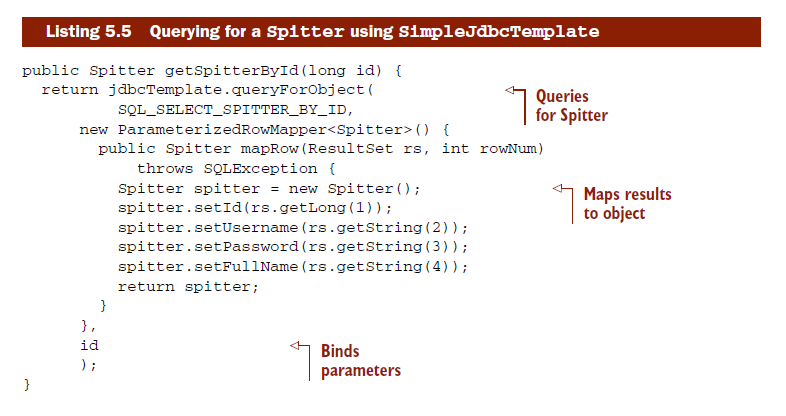 Listing 5.5 Querying for a Spitter using SimpleJdbcTemplate
public Spitter getSpitterById(long id) {
return jdbcTemplate.queryForObject(
SQL_SELECT_SPITTER_BY_ID,
new ParameterizedRowMapper<Spitter>() {
public Spitter mapRow(ResultSet rs, int rowNum)
throws SQLException {
Spitter spitter = new Spitter();
spitter.setId(rs.getLong(1));
spitter.setUsername(rs.getString(2));
spitter.setPassword(rs.getString(3));
spitter.setFullName(rs.getString(4));
return spitter;
}
},
id
);
}
Queries
for Spitter
Maps results
to object
Binds
parameters